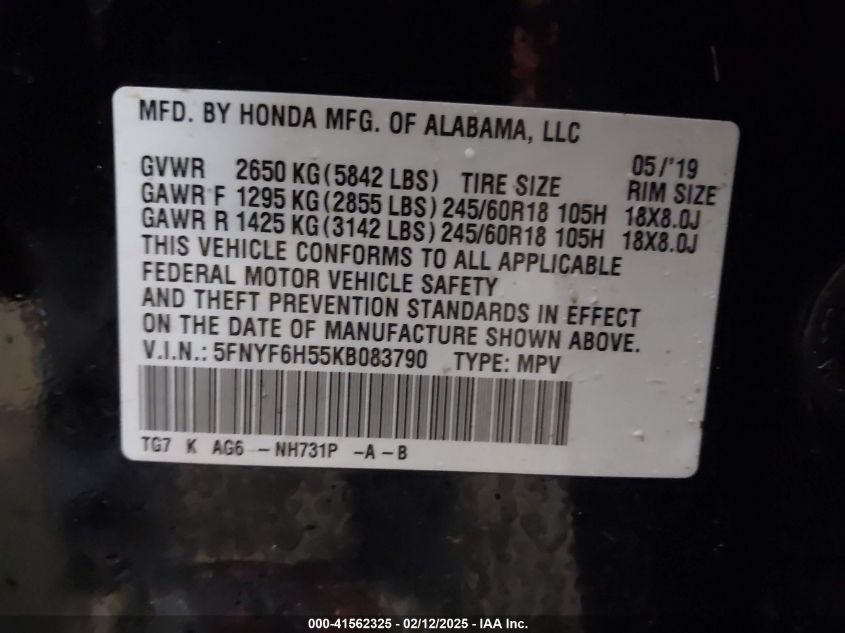 MFD. BY HONDA MFG. OF ALABAMA, LLC
05/'19
GVWR 2650 KG(5842 LBS) TIRE SIZE RIM SIZE
GAWR F 1295 KG(2855 LBS) 245/60R18 105H 18X8.0J
GAWR R 1425 KG(3142 LBS) 245/60R18 105H 18X8.0J
THIS VEHICLE CONFORMS TO ALL APPLICABLE
FEDERAL MOTOR VEHICLE SAFETY
AND THEFT PREVENTION STANDARDS IN EFFECT
ON THE DATE OF MANUFACTURE SHOWN ABOVE.
V.I.N.: 5FNYF6H55KB083790 TYPE: MPV
TG7 K AG6 -NH731P -A-B
000-41562325 - 02/12/2025 - IAA Inc.